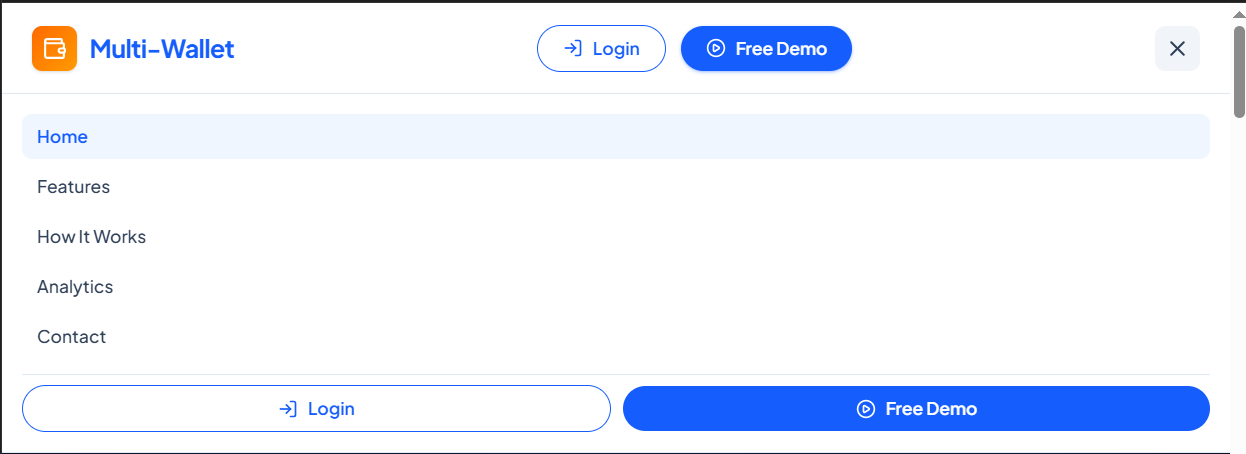 Multi-Wallet Login Free Demo
Home
Features
How It Works
Analytics
Contact
Login Free Demo